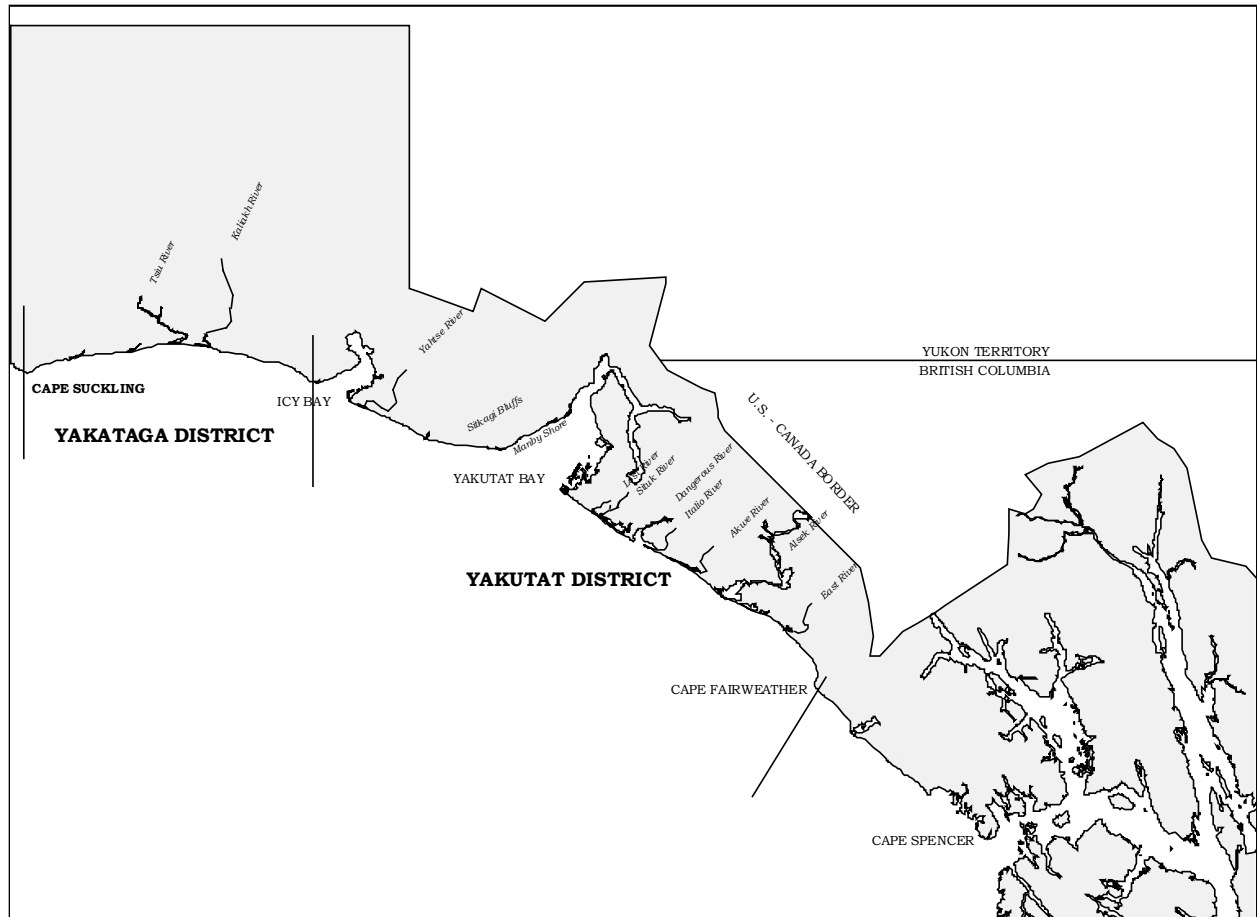 Kaliakh River
Tsiu River
Yahtse River
YUKON TERRITORY
BRITISH COLUMBIA
CAPE SUCKLING
ICY BAY
U.S. - CANADA BORDER
Sitkagi Bluffs
YAKATAGA DISTRICT
Manby Shore
YAKUTAT BAY
Lost River
Situk River
Dangerous River
Italio River
Akwe River
Alsek River
YAKUTAT DISTRICT
East River
CAPE FAIRWEATHER
CAPE SPENCER